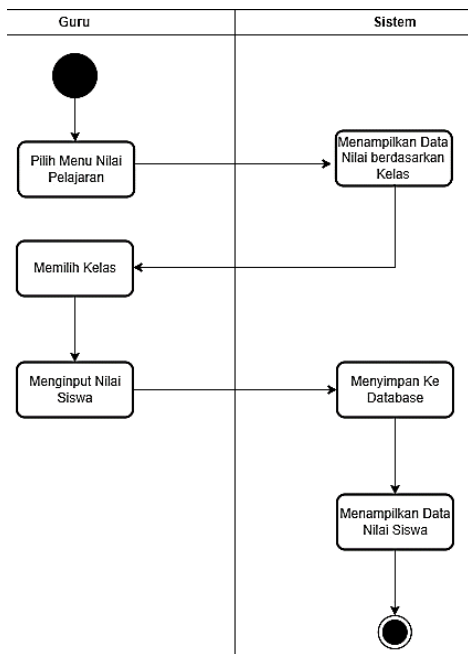 Guru
Sistem
Pilih Menu Nilai
Pelajaran
Menampilkan Data
Nilai berdasarkan
Kelas
Memilih Kelas
Menginput Nilai
Siswa
Menyimpan Ke
Database
Menampilkan Data
Nilai Siswa